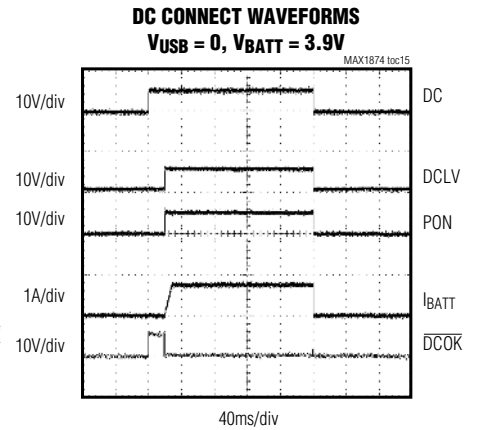 DC CONNECT WAVEFORMS
VUSB = 0, VBATT = 3.9V
MAX1874 toc15
10V/div
DC
10V/div
DCLV
10V/div
PON
1A/div
IBATT
10V/div
DCOK
40ms/div